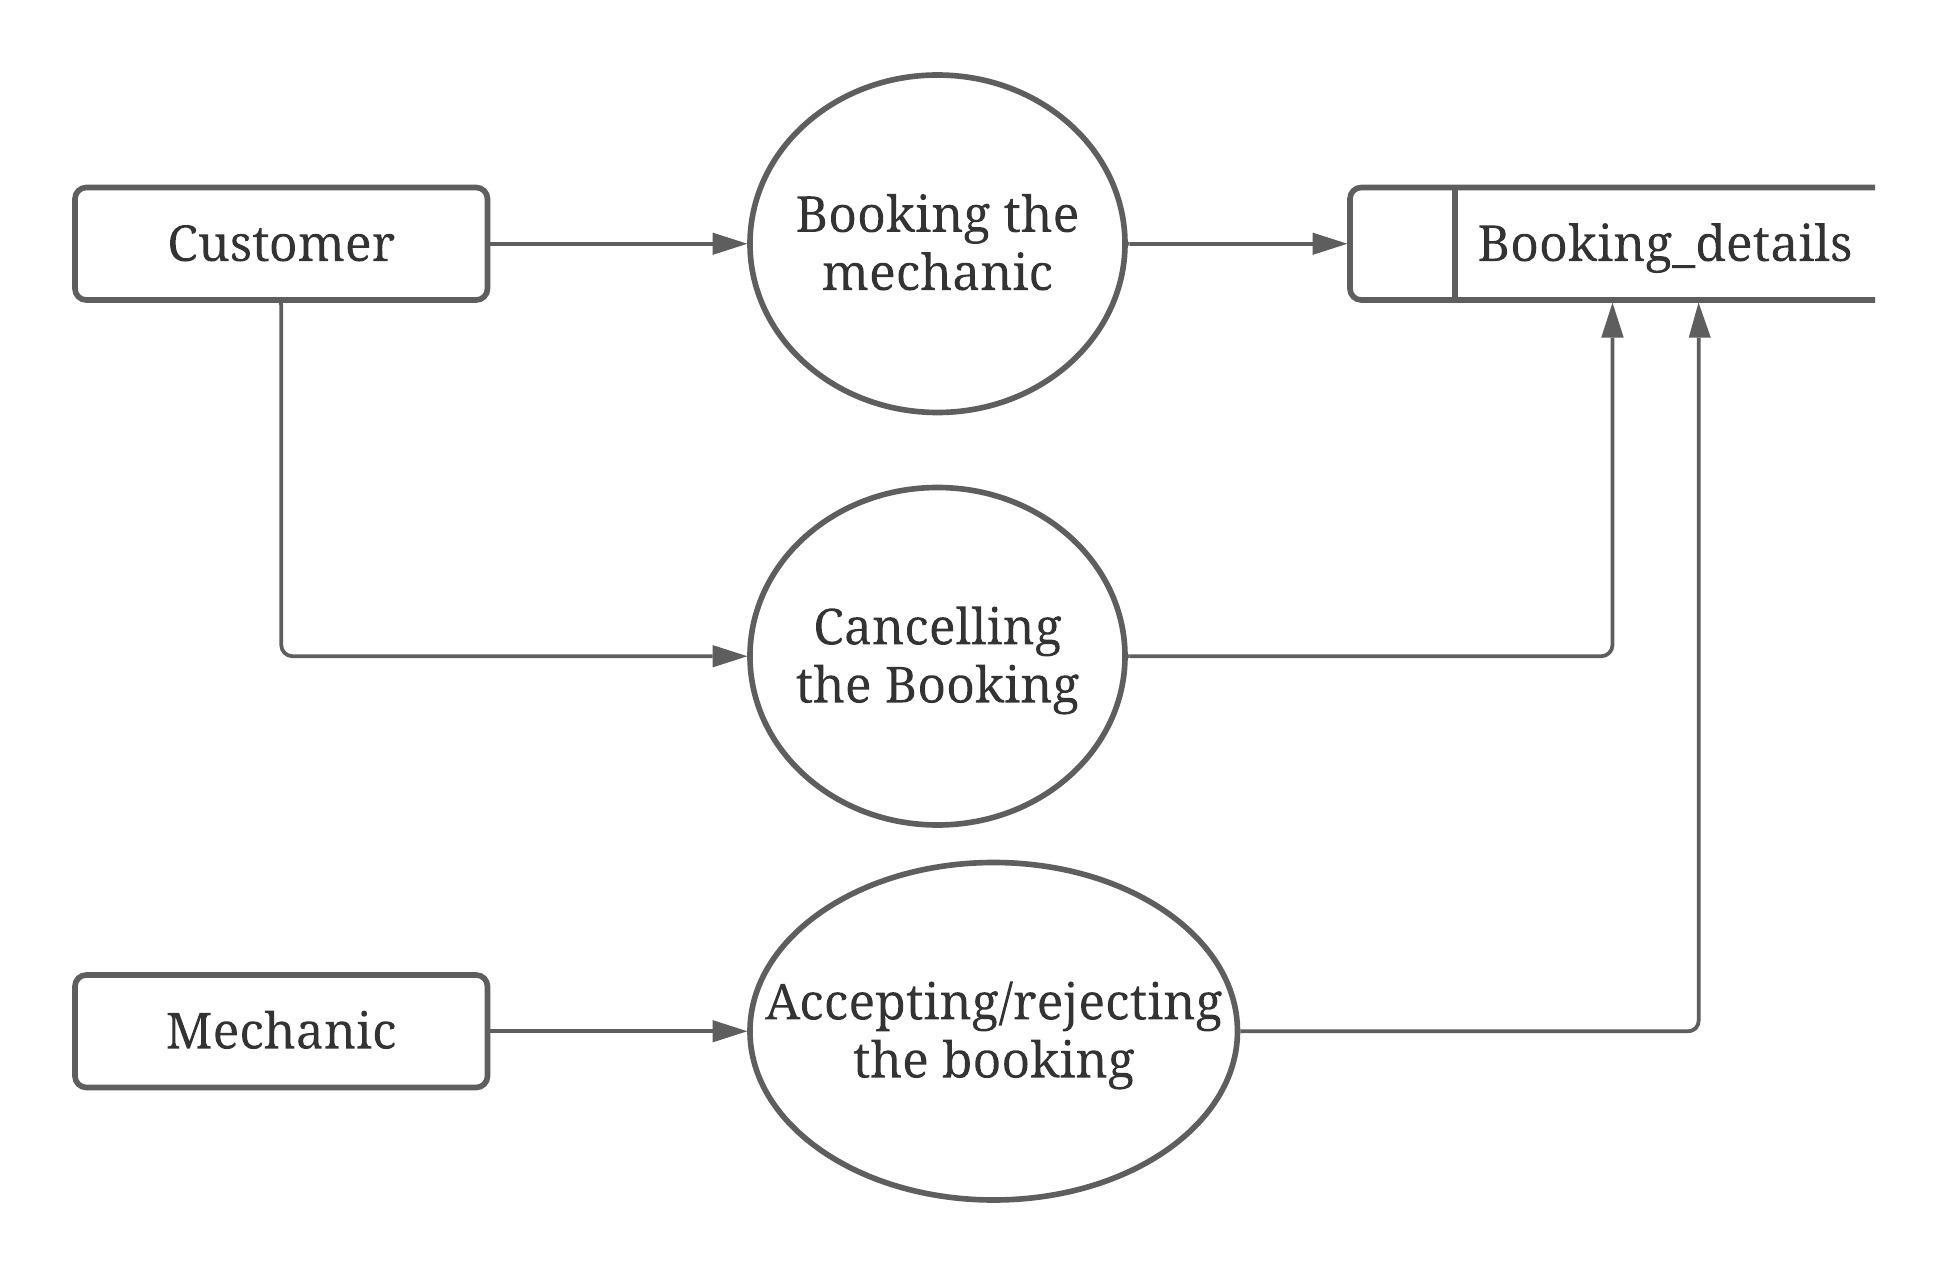 Customer
Booking the
mechanic
Booking_details
Cancelling
the Booking
Mechanic
Accepting/rejecting
the booking